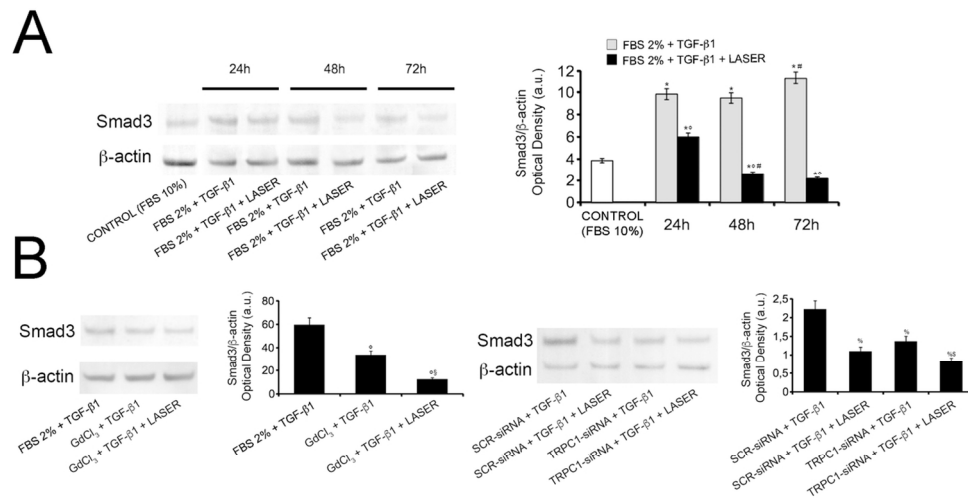 A
24h 48h 72h
Smad3
β-actin
CONTROL (FBS 10%)
FBS 2% + TGF-β1
FBS 2% + TGF-β1 + LASER
FBS 2% + TGF-β1
FBS 2% + TGF-β1 + LASER
FBS 2% + TGF-β1
FBS 2% + TGF-β1 + LASER
FBS 2% + TGF-β1
FBS 2% + TGF-β1 + LASER
Smad3/β-actin
Optical Density (a.u.)
12
10
8
6
4
2
0
*
*°
*
*°#
*#
CONTROL
(FBS 10%)
24h 48h 72h
B
Smad3
β-actin
FBS 2% + TGF-β1
GdCl₃ + TGF-β1
GdCl₃ + TGF-β1 + LASER
Smad3/β-actin
Optical Density (a.u.)
80
60
40
20
0
°
°§
FBS 2% + TGF-β1
GdCl₃ + TGF-β1
GdCl₃ + TGF-β1 + LASER
Smad3
β-actin
SCR-siRNA + TGF-β1
SCR-siRNA + TGF-β1 + LASER
TRPC1-siRNA + TGF-β1
TRPC1-siRNA + TGF-β1 + LASER
Smad3/β-actin
Optical Density (a.u.)
2,5
2
1,5
1
0,5
0
%
%
%$
SCR-siRNA + TGF-β1
SCR-siRNA + TGF-β1 + LASER
TRPC1-siRNA + TGF-β1
TRPC1-siRNA + TGF-β1 + LASER